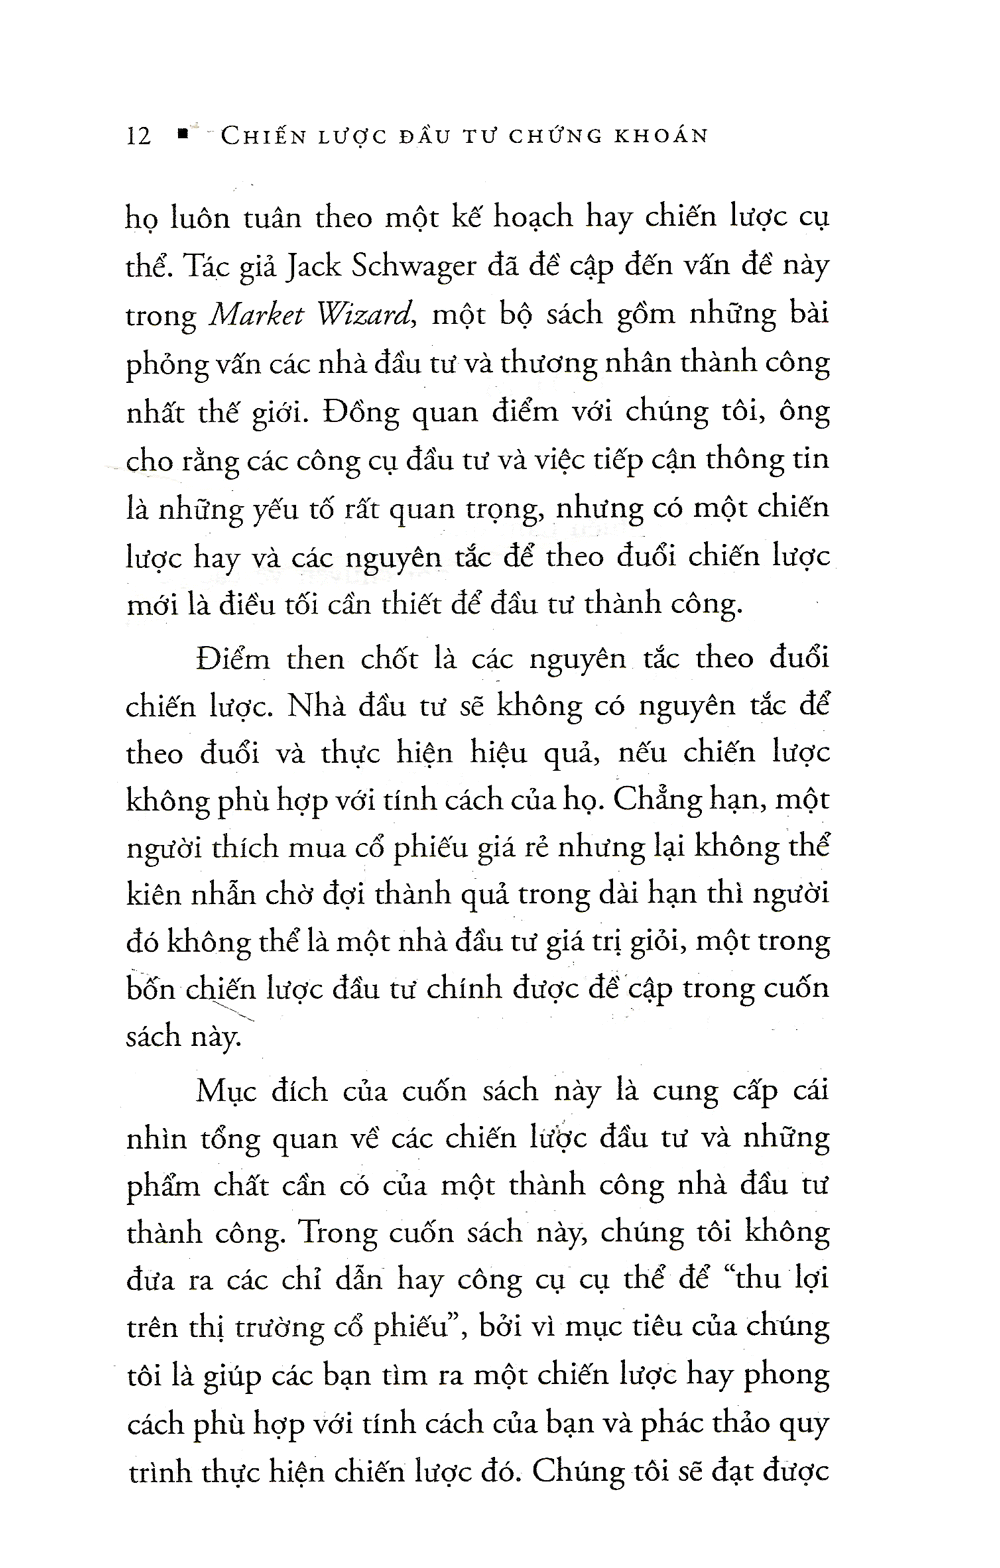 12 ■ CHIẾN LƯỢC ĐẦU TƯ CHỨNG KHOÁN
họ luôn tuân theo một kế hoạch hay chiến lược cụ
thể. Tác giả Jack Schwager đã đề cập đến vấn đề này
trong Market Wizard, một bộ sách gồm những bài
phỏng vấn các nhà đầu tư và thương nhân thành công
nhất thế giới. Đồng quan điểm với chúng tôi, ông
cho rằng các công cụ đầu tư và việc tiếp cận thông tin
là những yếu tố rất quan trọng, nhưng có một chiến
lược hay và các nguyên tắc để theo đuổi chiến lược
mới là điều tối cần thiết để đầu tư thành công.
Điểm then chốt là các nguyên tắc theo đuổi
chiến lược. Nhà đầu tư sẽ không có nguyên tắc để
theo đuổi và thực hiện hiệu quả, nếu chiến lược
không phù hợp với tính cách của họ. Chẳng hạn, một
người thích mua cổ phiếu giá rẻ nhưng lại không thể
kiên nhẫn chờ đợi thành quả trong dài hạn thì người
đó không thể là một nhà đầu tư giá trị giỏi, một trong
bốn chiến lược đầu tư chính được đề cập trong cuốn
sách này.
Mục đích của cuốn sách này là cung cấp cái
nhìn tổng quan về các chiến lược đầu tư và những
phẩm chất cần có của một thành công nhà đầu tư
thành công. Trong cuốn sách này, chúng tôi không
đưa ra các chỉ dẫn hay công cụ cụ thể để “thu lợi
trên thị trường cổ phiếu”, bởi vì mục tiêu của chúng
tôi là giúp các bạn tìm ra một chiến lược hay phong
cách phù hợp với tính cách của bạn và phác thảo quy
trình thực hiện chiến lược đó. Chúng tôi sẽ đạt được